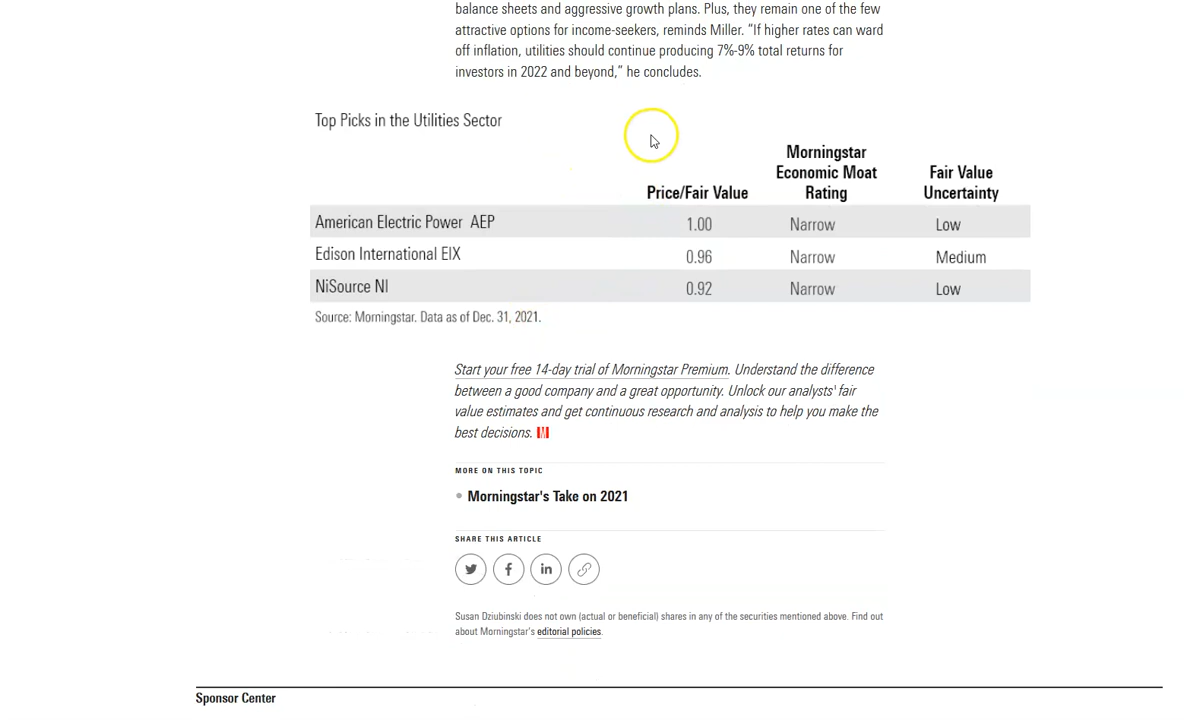 balance sheets and aggressive growth plans. Plus, they remain one of the few
attractive options for income-seekers, reminds Miller. “If higher rates can ward
off inflation, utilities should continue producing 7%-9% total returns for
investors in 2022 and beyond,” he concludes.
Top Picks in the Utilities Sector
Price/Fair Value
Morningstar
Economic Moat
Rating
Fair Value
Uncertainty
American Electric Power AEP 1.00 Narrow Low
Edison International EIX 0.96 Narrow Medium
NiSource NI 0.92 Narrow Low
Source: Morningstar. Data as of Dec. 31, 2021.
Start your free 14-day trial of Morningstar Premium. Understand the difference
between a good company and a great opportunity. Unlock our analysts' fair
value estimates and get continuous research and analysis to help you make the
best decisions. M
MORE ON THIS TOPIC
Morningstar's Take on 2021
SHARE THIS ARTICLE
Susan Dziubinski does not own (actual or beneficial) shares in any of the securities mentioned above. Find out
about Morningstar's editorial policies.
Sponsor Center